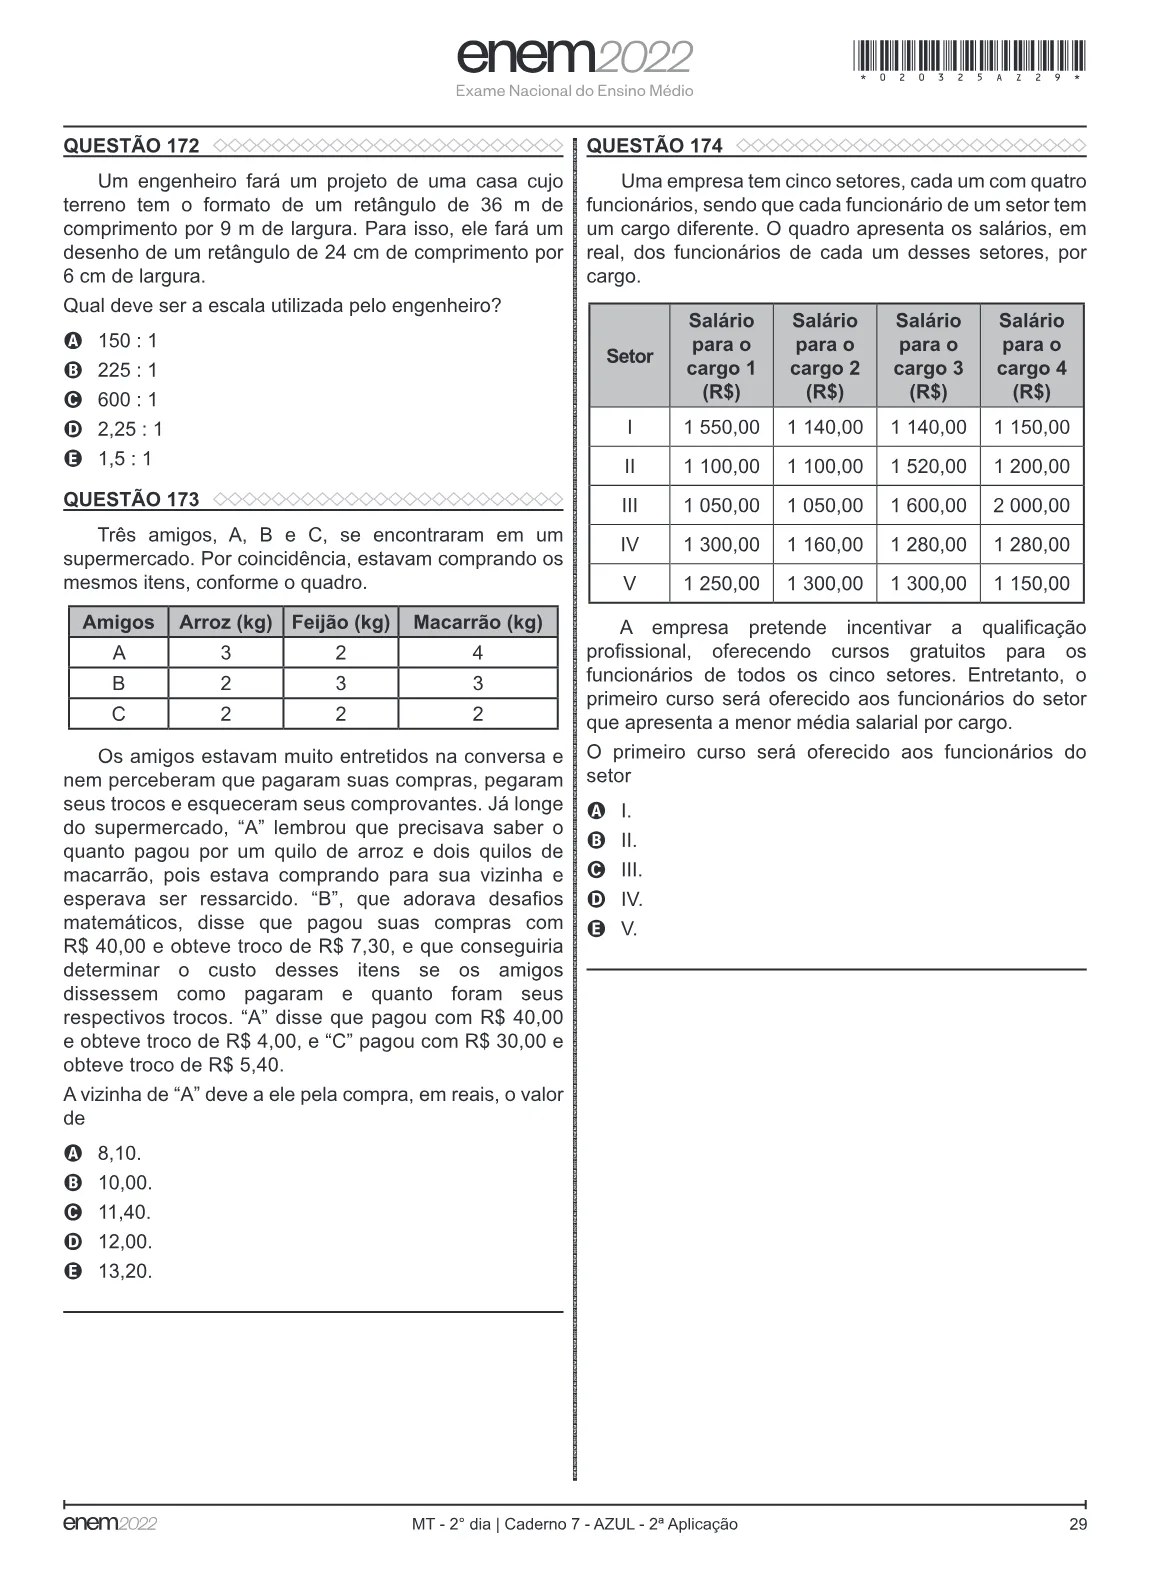 enem2022
Exame Nacional do Ensino Médio
*020325AZ29*
QUESTÃO 172
Um engenheiro fará um projeto de uma casa cujo
terreno tem o formato de um retângulo de 36 m de
comprimento por 9 m de largura. Para isso, ele fará um
desenho de um retângulo de 24 cm de comprimento por
6 cm de largura.
Qual deve ser a escala utilizada pelo engenheiro?
A 150 : 1
B 225 : 1
C 600 : 1
D 2,25 : 1
E 1,5 : 1
QUESTÃO 173
Três amigos, A, B e C, se encontraram em um
supermercado. Por coincidência, estavam comprando os
mesmos itens, conforme o quadro.
Amigos Arroz (kg) Feijão (kg) Macarrão (kg)
A 3 2 4
B 2 3 3
C 2 2 2
Os amigos estavam muito entretidos na conversa e
nem perceberam que pagaram suas compras, pegaram
seus trocos e esqueceram seus comprovantes. Já longe
do supermercado, “A” lembrou que precisava saber o
quanto pagou por um quilo de arroz e dois quilos de
macarrão, pois estava comprando para sua vizinha e
esperava ser ressarcido. “B”, que adorava desafios
matemáticos, disse que pagou suas compras com
R$ 40,00 e obteve troco de R$ 7,30, e que conseguiria
determinar o custo desses itens se os amigos
dissessem como pagaram e quanto foram seus
respectivos trocos. “A” disse que pagou com R$ 40,00
e obteve troco de R$ 4,00, e “C” pagou com R$ 30,00 e
obteve troco de R$ 5,40.
A vizinha de “A” deve a ele pela compra, em reais, o valor
de
A 8,10.
B 10,00.
C 11,40.
D 12,00.
E 13,20.
QUESTÃO 174
Uma empresa tem cinco setores, cada um com quatro
funcionários, sendo que cada funcionário de um setor tem
um cargo diferente. O quadro apresenta os salários, em
real, dos funcionários de cada um desses setores, por
cargo.
Setor Salário para o cargo 1 (R$) Salário para o cargo 2 (R$) Salário para o cargo 3 (R$) Salário para o cargo 4 (R$)
I 1 550,00 1 140,00 1 140,00 1 150,00
II 1 100,00 1 100,00 1 520,00 1 200,00
III 1 050,00 1 050,00 1 600,00 2 000,00
IV 1 300,00 1 160,00 1 280,00 1 280,00
V 1 250,00 1 300,00 1 300,00 1 150,00
A empresa pretende incentivar a qualificação
profissional, oferecendo cursos gratuitos para os
funcionários de todos os cinco setores. Entretanto, o
primeiro curso será oferecido aos funcionários do setor
que apresenta a menor média salarial por cargo.
O primeiro curso será oferecido aos funcionários do
setor
A I.
B II.
C III.
D IV.
E V.
enem2022
MT - 2° dia | Caderno 7 - AZUL - 2ª Aplicação
29